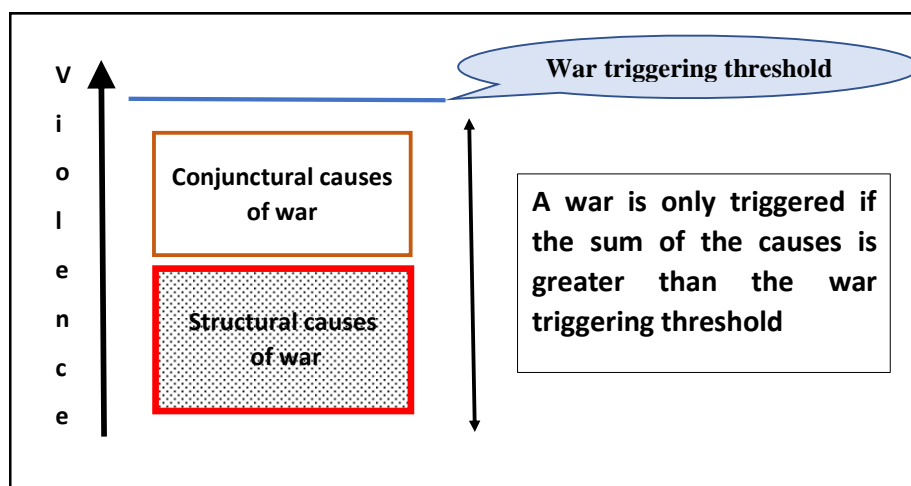 V
i
o
l
e
n
c
e
War triggering threshold
Conjunctural causes
of war
Structural causes
of war
A war is only triggered if
the sum of the causes is
greater than the war
triggering threshold